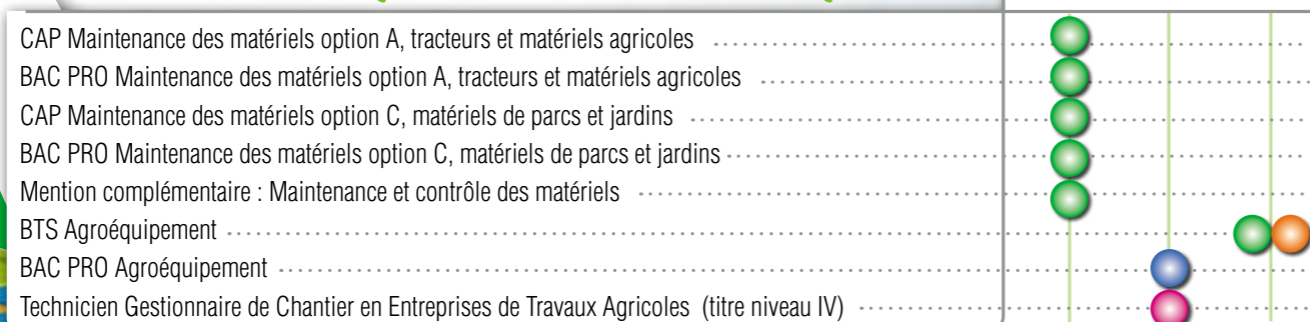 CAP Maintenance des matériels option A, tracteurs et matériels agricoles
BAC PRO Maintenance des matériels option A, tracteurs et matériels agricoles
CAP Maintenance des matériels option C, matériels de parcs et jardins
BAC PRO Maintenance des matériels option C, matériels de parcs et jardins
Mention complémentaire : Maintenance et contrôle des matériels
BTS Agroéquipement
BAC PRO Agroéquipement
Technicien Gestionnaire de Chantier en Entreprises de Travaux Agricoles (titre niveau IV)